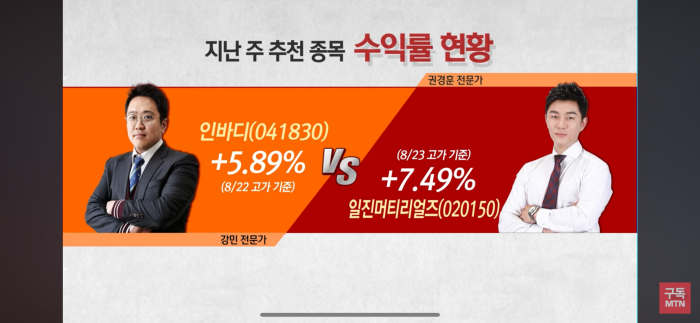 지난 주 추천 종목 수익률 현황
권경훈 전문가
인바디(041830)
+5.89%
(8/22 고가 기준)
VS
(8/23 고가 기준)
+7.49%
일진머티리얼즈(020150)
강민 전문가
구독
MTN